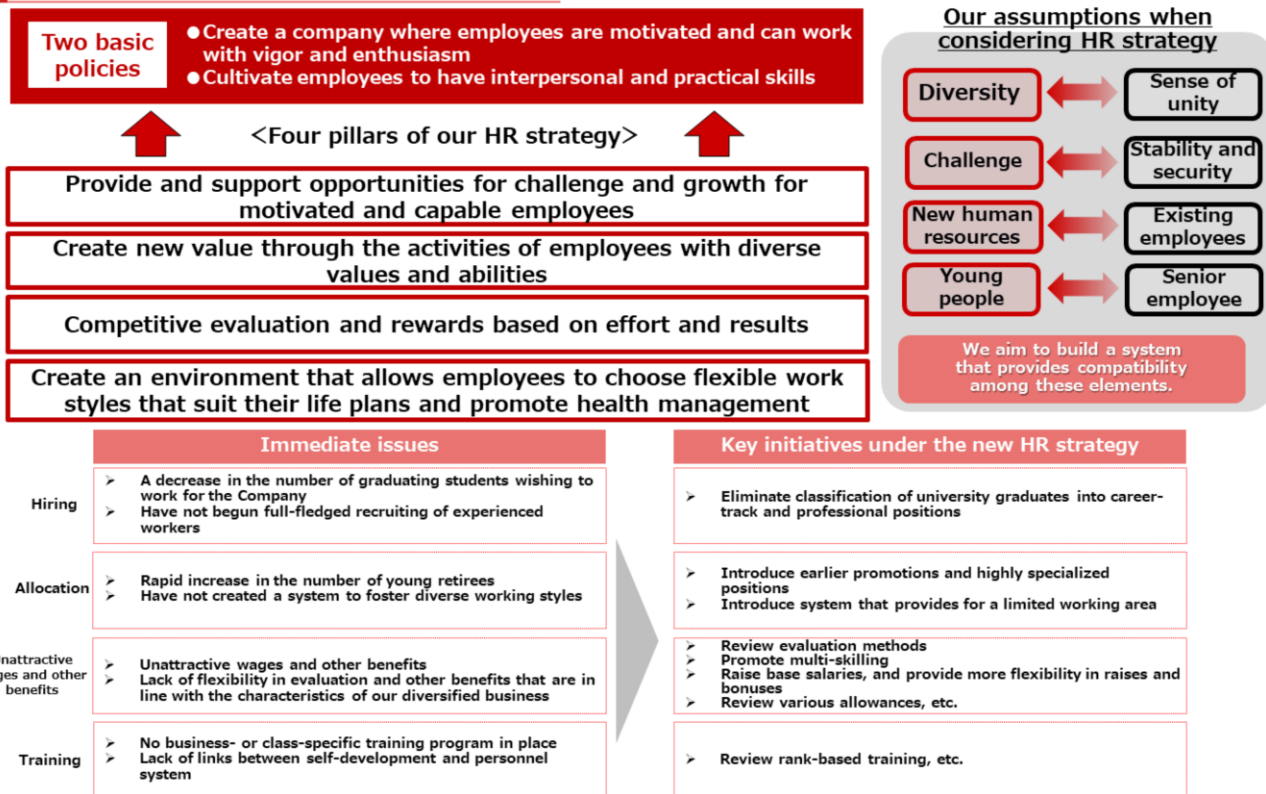 Two basic
policies
●Create a company where employees are motivated and can work
with vigor and enthusiasm
●Cultivate employees to have interpersonal and practical skills
<Four pillars of our HR strategy>
Provide and support opportunities for challenge and growth for
motivated and capable employees
Create new value through the activities of employees with diverse
values and abilities
Competitive evaluation and rewards based on effort and results
Create an environment that allows employees to choose flexible work
styles that suit their life plans and promote health management
Our assumptions when
considering HR strategy
Diversity
Sense of
unity
Challenge
Stability and
security
New human
resources
Existing
employees
Young
people
Senior
employee
We aim to build a system
that provides compatibility
among these elements.
Immediate issues
Key initiatives under the new HR strategy
Hiring
➢ A decrease in the number of graduating students wishing to
work for the Company
➢ Have not begun full-fledged recruiting of experienced
workers
➢ Eliminate classification of university graduates into career-
track and professional positions
Allocation
➢ Rapid increase in the number of young retirees
➢ Have not created a system to foster diverse working styles
➢ Introduce earlier promotions and highly specialized
positions
➢ Introduce system that provides for a limited working area
nattractive
ges and other
benefits
➢ Unattractive wages and other benefits
➢ Lack of flexibility in evaluation and other benefits that are in
line with the characteristics of our diversified business
➢ Review evaluation methods
➢ Promote multi-skilling
➢ Raise base salaries, and provide more flexibility in raises and
bonuses
➢ Review various allowances, etc.
Training
➢ No business- or class-specific training program in place
➢ Lack of links between self-development and personnel
system
➢ Review rank-based training, etc.